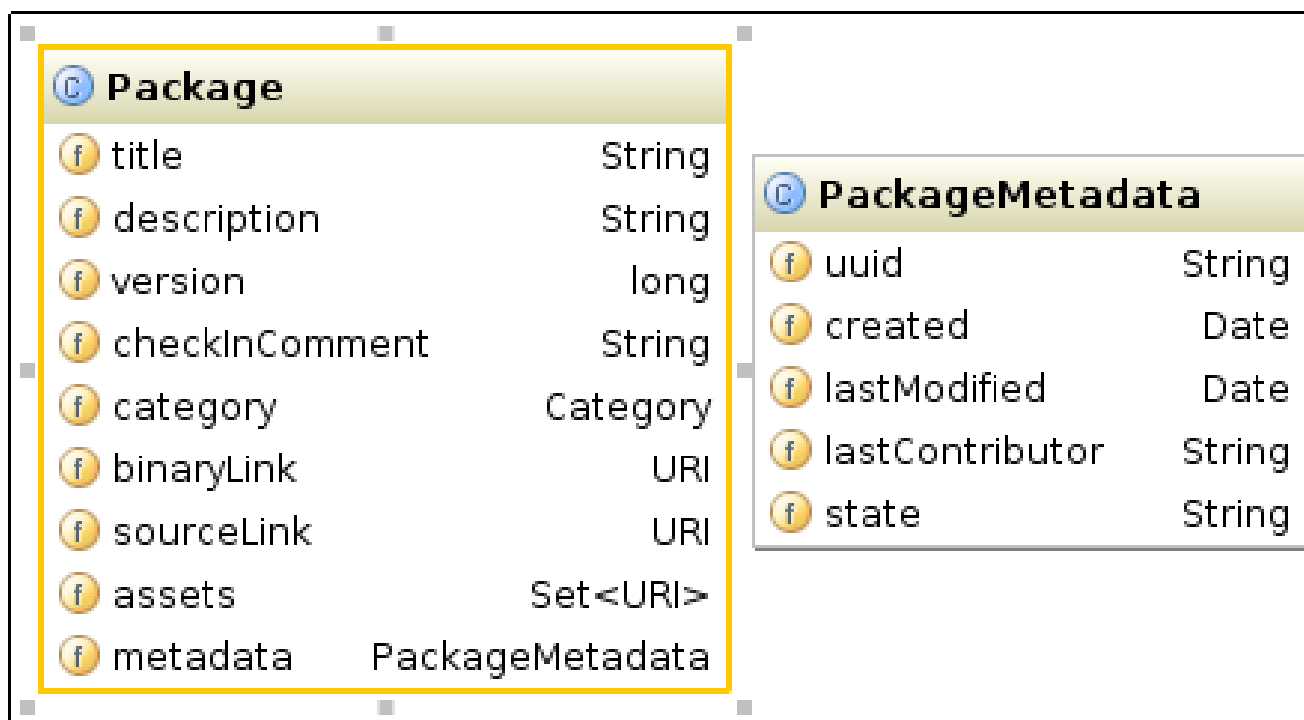 Package
title String
description String
version long
checkInComment String
category Category
binaryLink URI
sourceLink URI
assets Set<URI>
metadata PackageMetadata
PackageMetadata
uuid String
created Date
lastModified Date
lastContributor String
state String